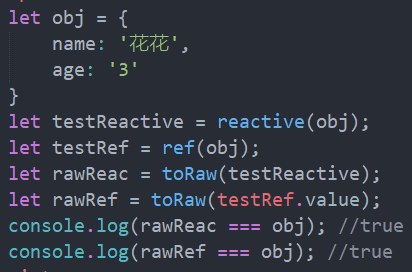 let obj = {
    name: '花花',
    age: '3'
}
let testReactive = reactive(obj);
let testRef = ref(obj);
let rawReac = toRaw(testReactive);
let rawRef = toRaw(testRef.value);
console.log(rawReac === obj); //true
console.log(rawRef === obj); //true